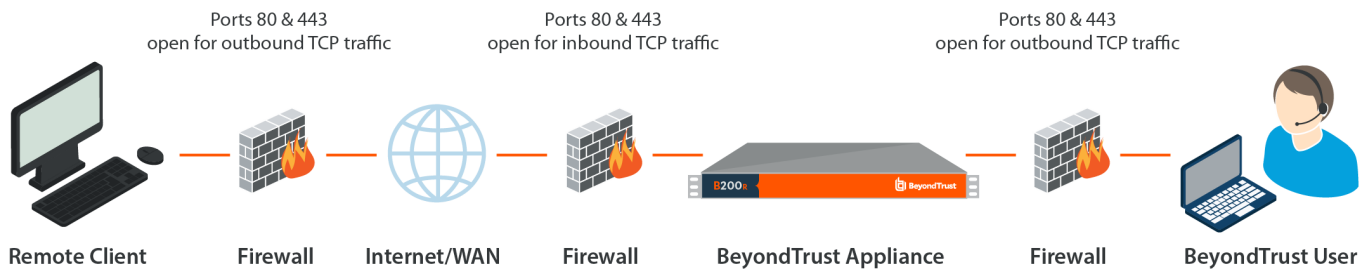 Ports 80 & 443
open for outbound TCP traffic
Ports 80 & 443
open for inbound TCP traffic
Ports 80 & 443
open for outbound TCP traffic
B200R
BeyondTrust
Remote Client
Firewall
Internet/WAN
Firewall
BeyondTrust Appliance
Firewall
BeyondTrust User